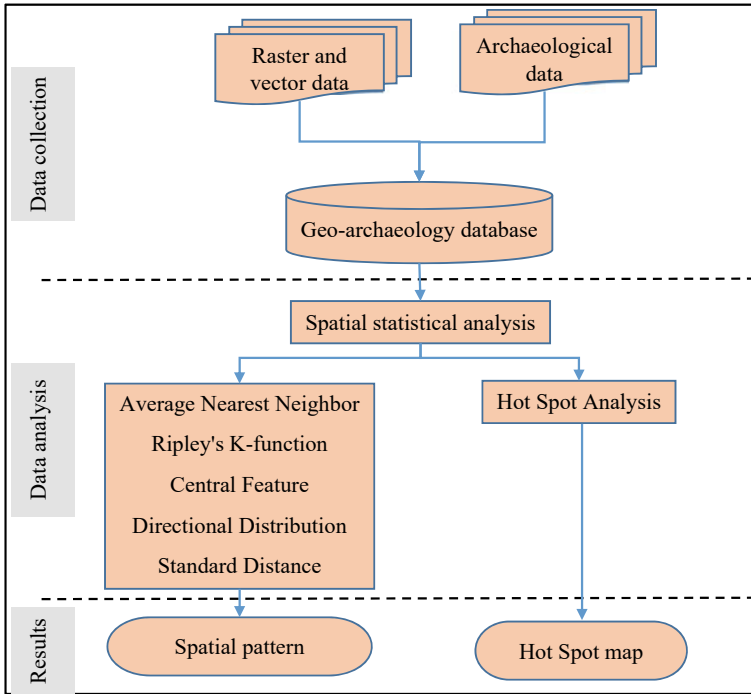 Data collection
Raster and
vector data
Archaeological
data
Geo-archaeology database
Data analysis
Spatial statistical analysis
Average Nearest Neighbor
Ripley's K-function
Central Feature
Directional Distribution
Standard Distance
Hot Spot Analysis
Results
Spatial pattern
Hot Spot map